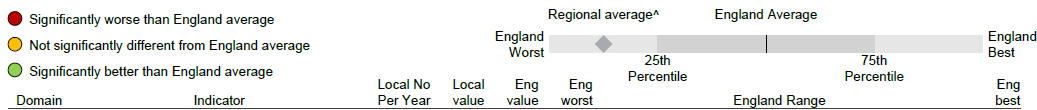 Significantly worse than England average
Not significantly different from England average
Significantly better than England average
Regional average^ England Average
England Worst
England Best
25th Percentile
75th Percentile
Domain Indicator Local No Per Year Local value Eng value Eng worst England Range Eng best